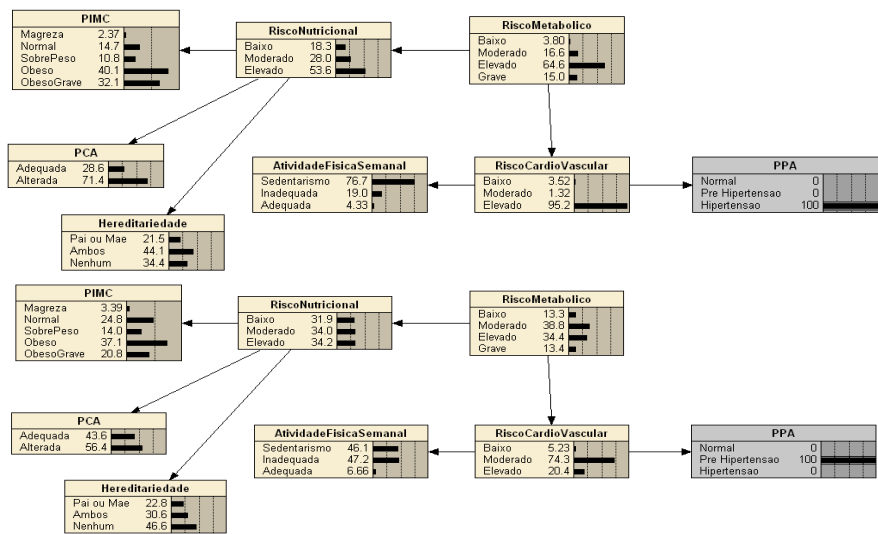 PIMC
Magreza 2.37
Normal 14.7
SobrePeso 10.8
Obeso 40.1
ObesoGrave 32.1
RiscoNutricional
Baixo 18.3
Moderado 28.0
Elevado 53.6
RiscoMetabolico
Baixo 3.80
Moderado 16.6
Elevado 64.6
Grave 15.0
PCA
Adequada 28.6
Alterada 71.4
AtividadeFisicaSemanal
Sedentarismo 76.7
Inadequada 19.0
Adequada 4.33
RiscoCardioVascular
Baixo 3.52
Moderado 1.32
Elevado 95.2
PPA
Normal 0
Pre Hipertensao 0
Hipertensao 100
Hereditariedade
Pai ou Mae 21.5
Ambos 44.1
Nenhum 34.4
PIMC
Magreza 3.39
Normal 24.8
SobrePeso 14.0
Obeso 37.1
ObesoGrave 20.8
RiscoNutricional
Baixo 31.9
Moderado 34.0
Elevado 34.2
RiscoMetabolico
Baixo 13.3
Moderado 38.8
Elevado 34.4
Grave 13.4
PCA
Adequada 43.6
Alterada 56.4
AtividadeFisicaSemanal
Sedentarismo 46.1
Inadequada 47.2
Adequada 6.66
RiscoCardioVascular
Baixo 5.23
Moderado 74.3
Elevado 20.4
PPA
Normal 0
Pre Hipertensao 100
Hipertensao 0
Hereditariedade
Pai ou Mae 22.8
Ambos 30.6
Nenhum 46.6